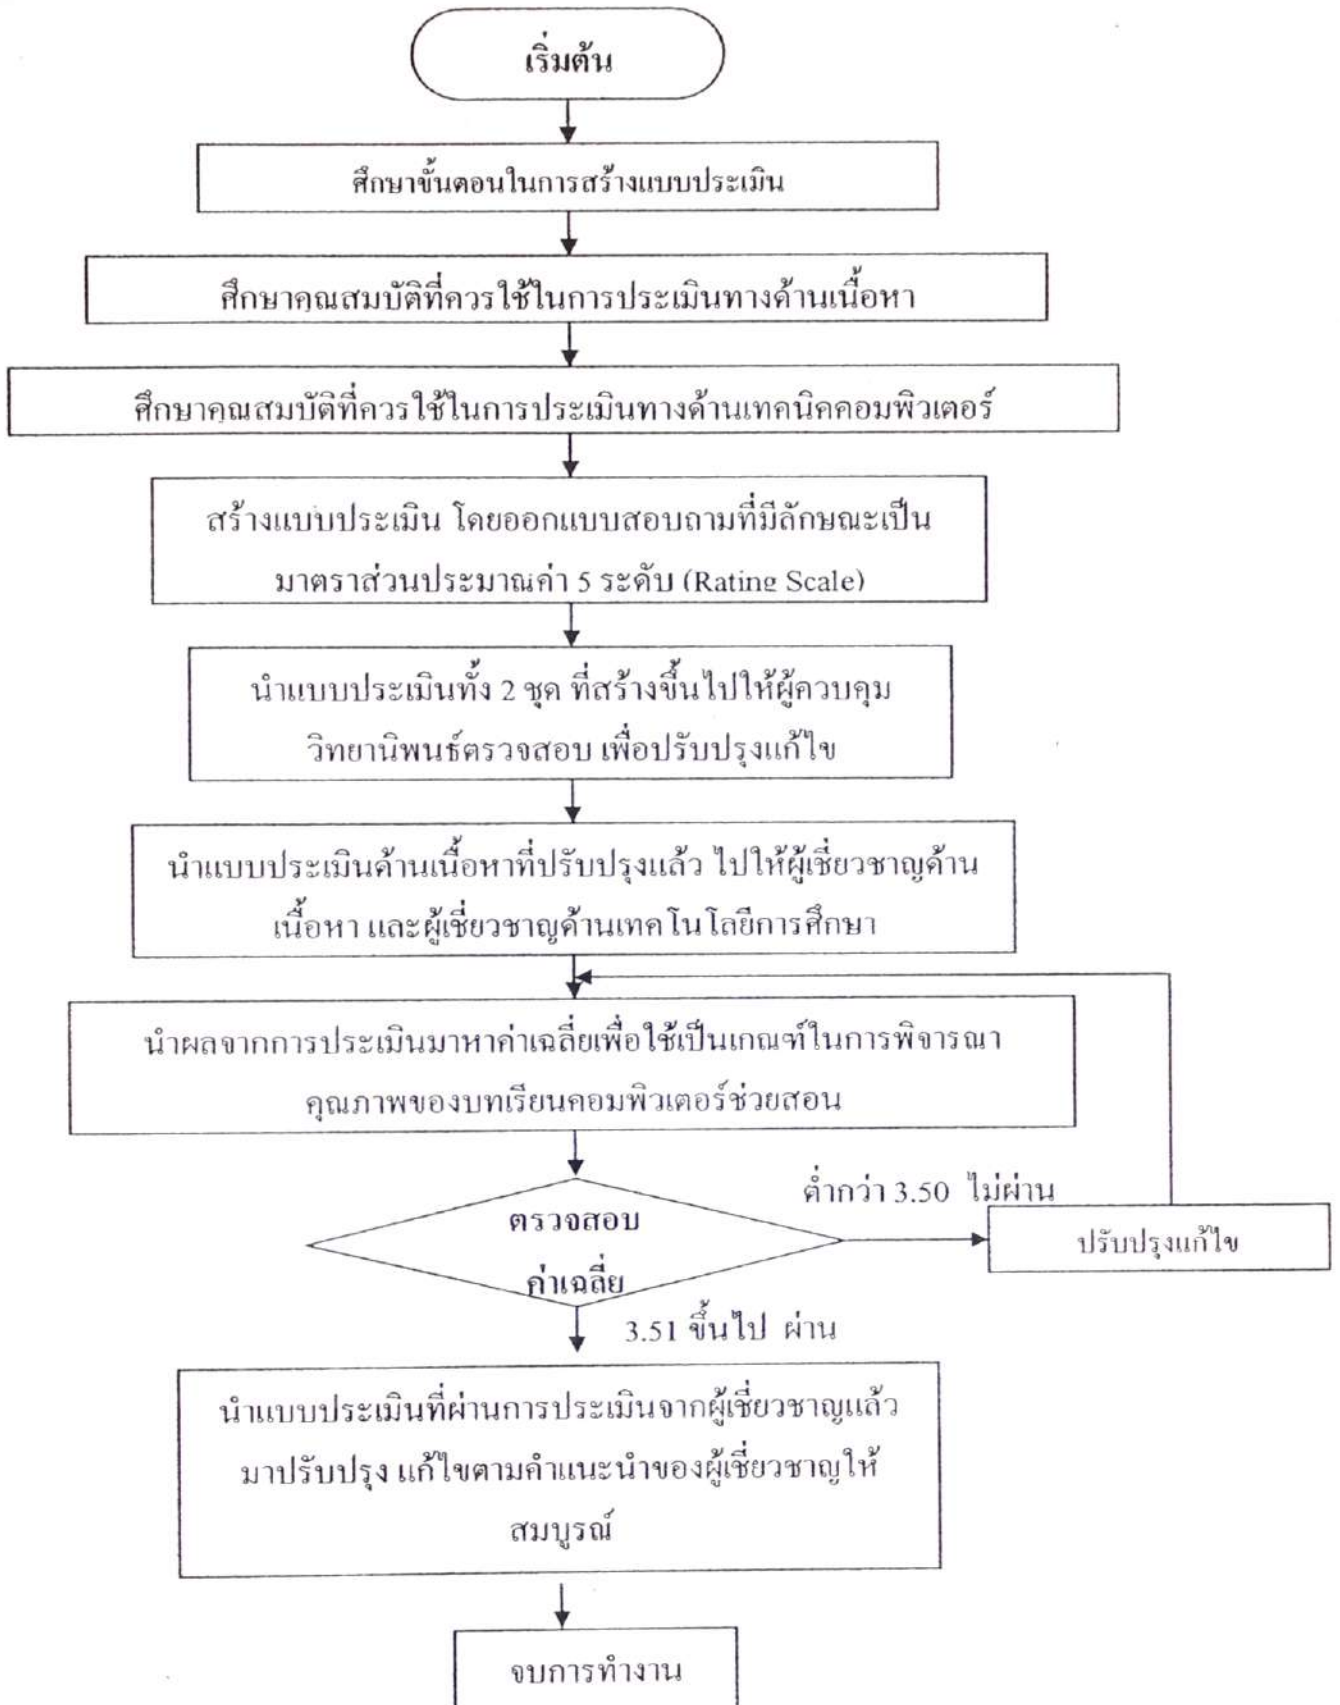 เริ่มต้น
ศึกษาขั้นตอนในการสร้างแบบประเมิน
ศึกษาคุณสมบัติที่ควรใช้ในการประเมินทางด้านเนื้อหา
ศึกษาคุณสมบัติที่ควรใช้ในการประเมินทางด้านเทคนิคคอมพิวเตอร์
สร้างแบบประเมิน โดยออกแบบสอบถามที่มีลักษณะเป็น
มาตราส่วนประมาณค่า 5 ระดับ (Rating Scale)
นำแบบประเมินทั้ง 2 ชุด ที่สร้างขึ้นไปให้ผู้ควบคุม
วิทยานิพนธ์ตรวจสอบ เพื่อปรับปรุงแก้ไข
นำแบบประเมินด้านเนื้อหาที่ปรับปรุงแล้ว ไปให้ผู้เชี่ยวชาญด้าน
เนื้อหา และผู้เชี่ยวชาญด้านเทคโนโลยีการศึกษา
นำผลจากการประเมินมาหาค่าเฉลี่ยเพื่อใช้เป็นเกณฑ์ในการพิจารณา
คุณภาพของบทเรียนคอมพิวเตอร์ช่วยสอน
ต่ำกว่า 3.50 ไม่ผ่าน
ตรวจสอบ
ค่าเฉลี่ย
ปรับปรุงแก้ไข
3.51 ขึ้นไป ผ่าน
นำแบบประเมินที่ผ่านการประเมินจากผู้เชี่ยวชาญแล้ว
มาปรับปรุง แก้ไขตามคำแนะนำของผู้เชี่ยวชาญให้
สมบูรณ์
จบการทำงาน